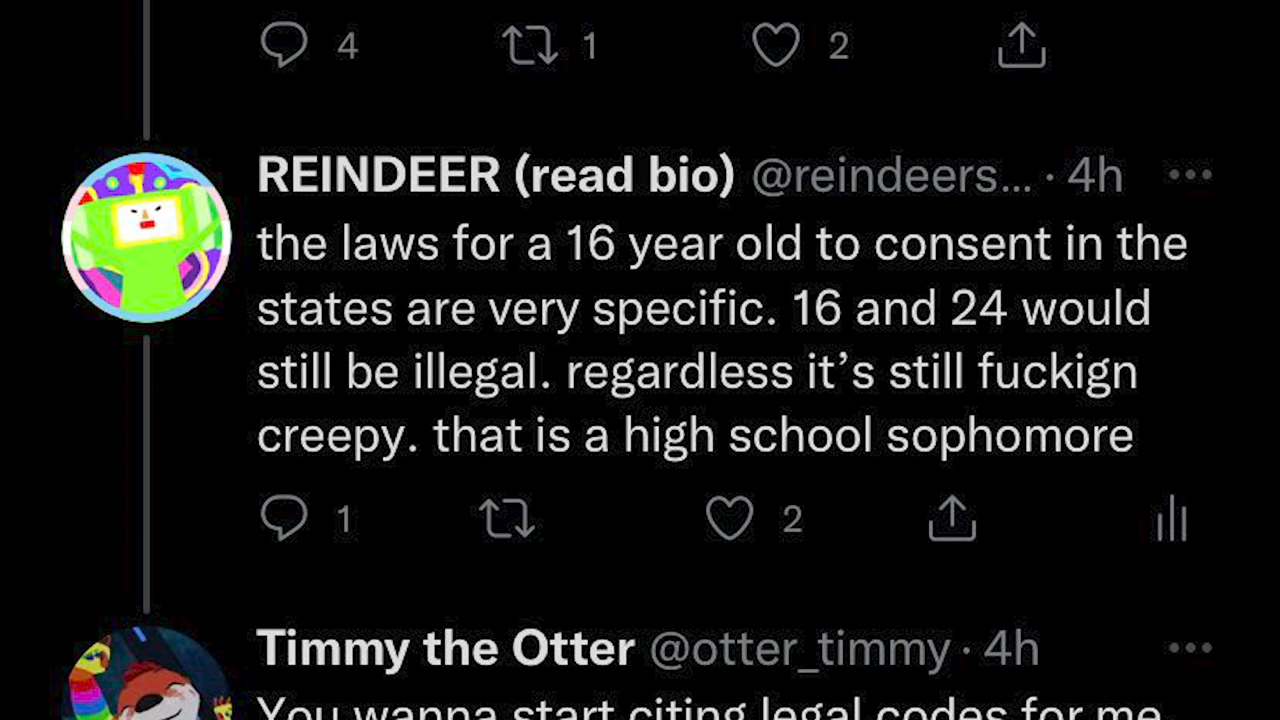 4 1 2
REINDEER (read bio) @reindeers... · 4h
the laws for a 16 year old to consent in the
states are very specific. 16 and 24 would
still be illegal. regardless it’s still fuckign
creepy. that is a high school sophomore
1 2
Timmy the Otter @otter_timmy · 4h
You wanna start citing legal codes for me